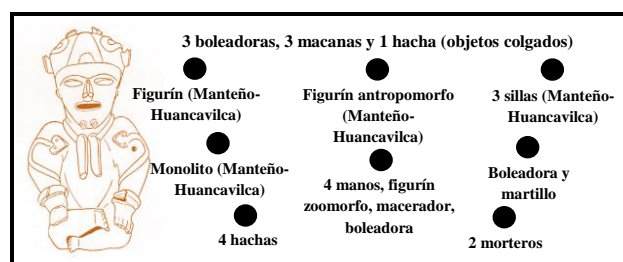 3 boleadoras, 3 macanas y 1 hacha (objetos colgados)
Figurín (Manteño-
Huancavilca)
Figurín antropomorfo
(Manteño-
Huancavilca)
3 sillas (Manteño-
Huancavilca)
Monolito (Manteño-
Huancavilca)
4 manos, figurín
zoomorfo, macerador,
boleadora
Boleadora y
martillo
4 hachas
2 morteros